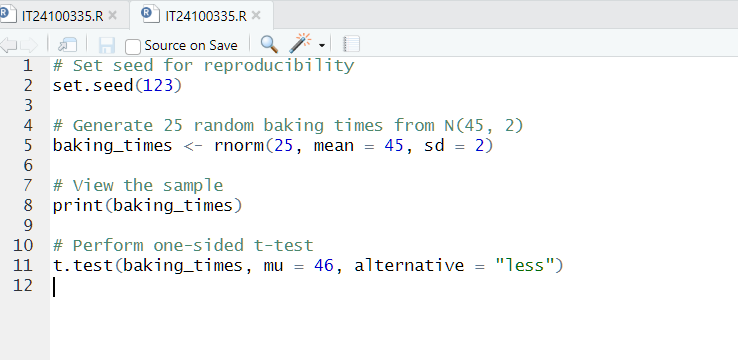 IT24100335.R IT24100335.R
Source on Save
1 # Set seed for reproducibility
2 set.seed(123)
3
4 # Generate 25 random baking times from N(45, 2)
5 baking_times <- rnorm(25, mean = 45, sd = 2)
6
7 # View the sample
8 print(baking_times)
9
10 # Perform one-sided t-test
11 t.test(baking_times, mu = 46, alternative = "less")
12